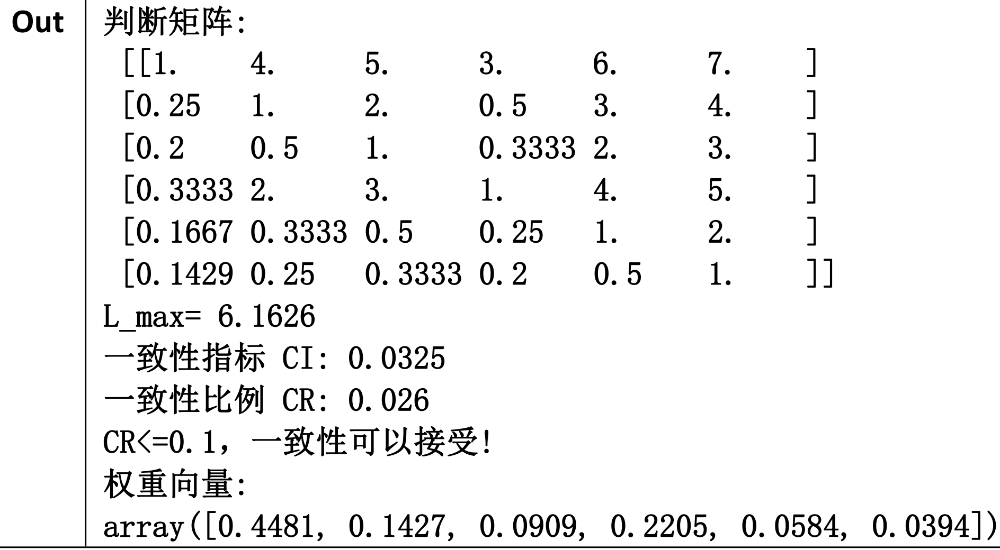 Out 判断矩阵:
[[1. 4. 5. 3. 6. 7. ]
[0.25 1. 2. 0.5 3. 4. ]
[0.2 0.5 1. 0.3333 2. 3. ]
[0.3333 2. 3. 1. 4. 5. ]
[0.1667 0.3333 0.5 0.25 1. 2. ]
[0.1429 0.25 0.3333 0.2 0.5 1. ]]
L_max= 6.1626
一致性指标 CI: 0.0325
一致性比例 CR: 0.026
CR<=0.1，一致性可以接受!
权重向量:
array([0.4481, 0.1427, 0.0909, 0.2205, 0.0584, 0.0394])